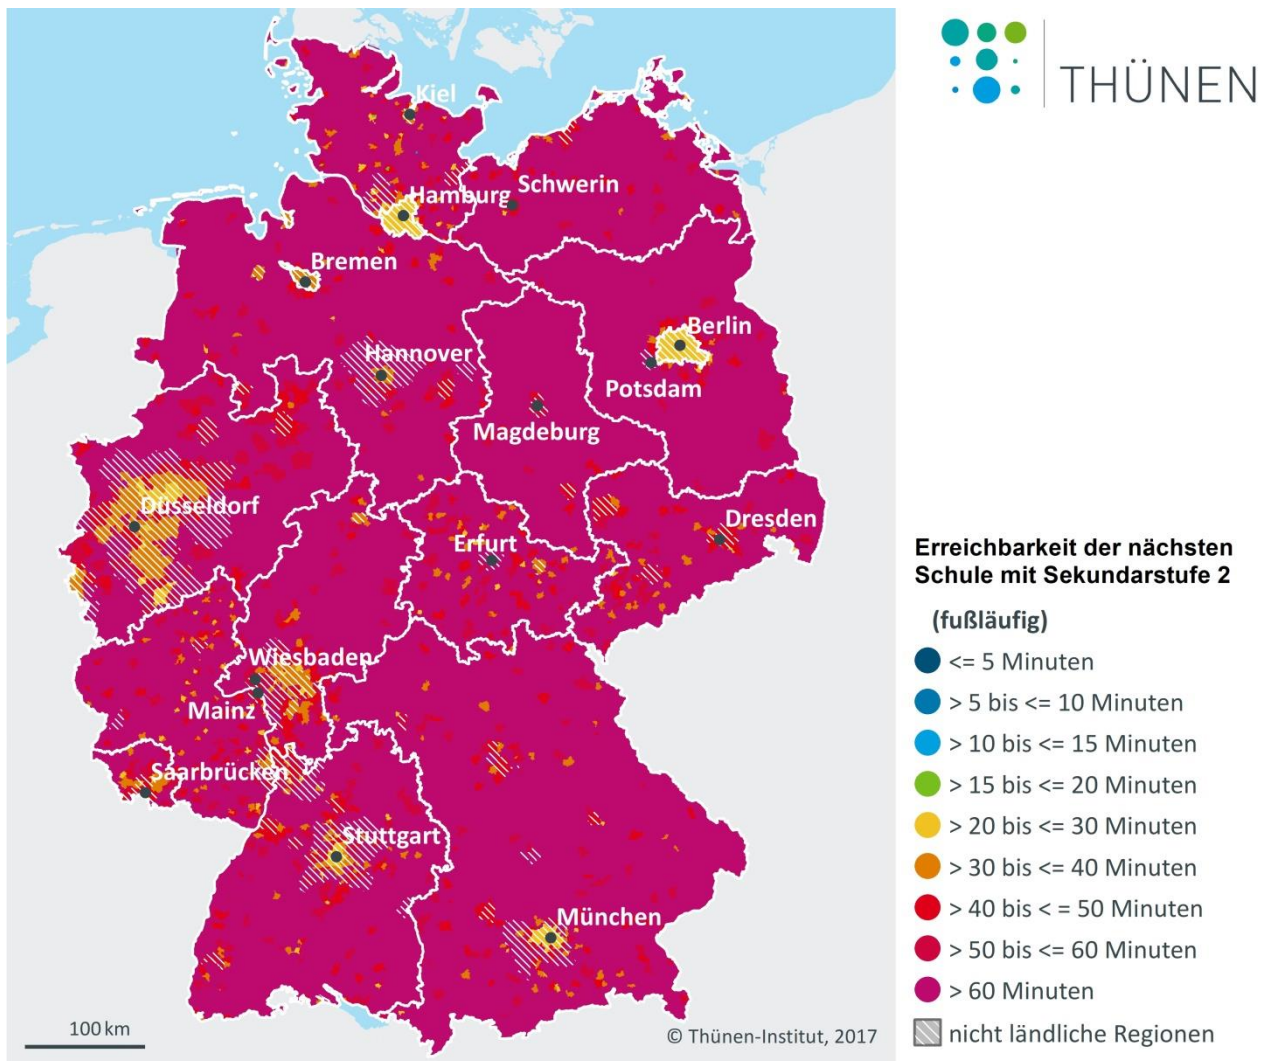 THÜNEN
Kiel
Schwerin
Hamburg
Bremen
Berlin
Hannover
Potsdam
Magdeburg
Düsseldorf
Dresden
Erfurt
Wiesbaden
Mainz
Saarbrücken
Stuttgart
München
100 km
© Thünen-Institut, 2017
Erreichbarkeit der nächsten
Schule mit Sekundarstufe 2
(fußläufig)
<= 5 Minuten
> 5 bis <= 10 Minuten
> 10 bis <= 15 Minuten
> 15 bis <= 20 Minuten
> 20 bis <= 30 Minuten
> 30 bis <= 40 Minuten
> 40 bis < = 50 Minuten
> 50 bis <= 60 Minuten
> 60 Minuten
nicht ländliche Regionen